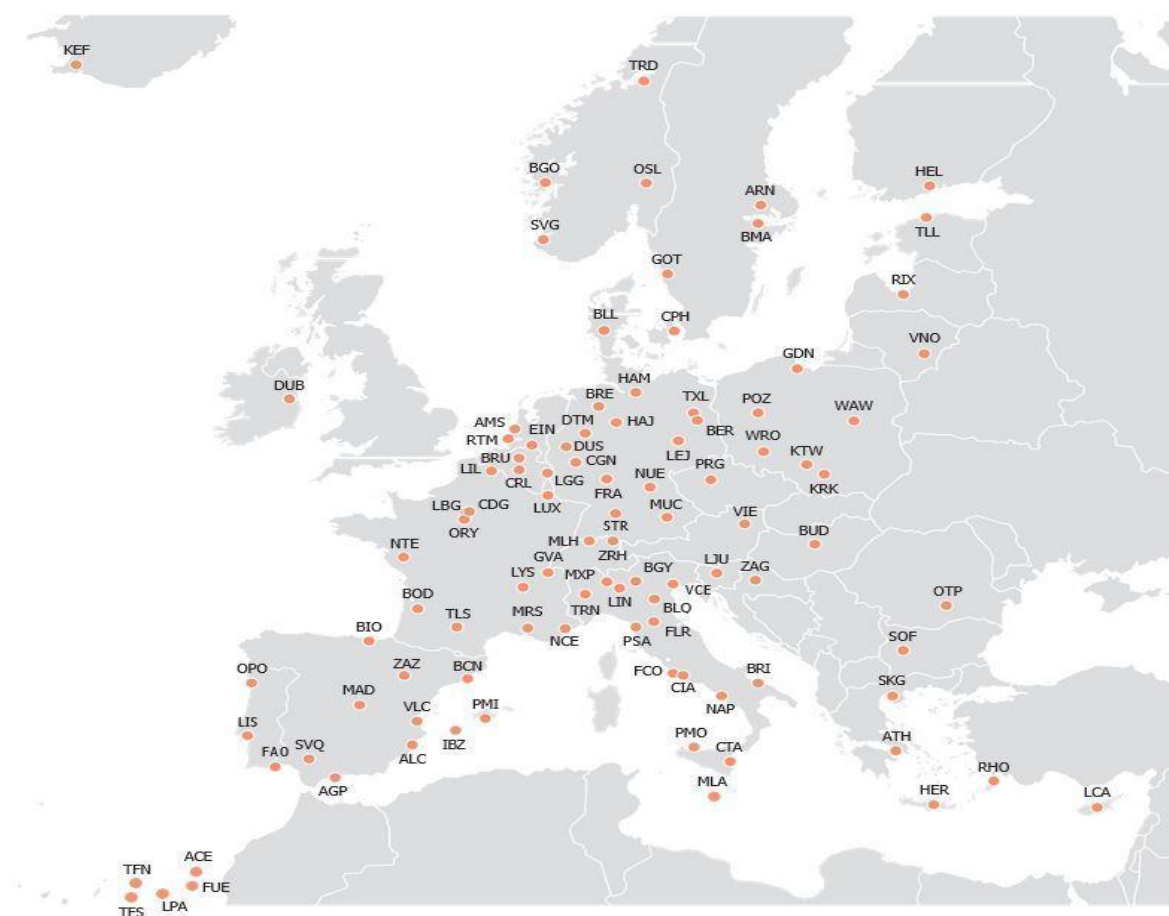 KEF
TRD
BGO
OSL
HEL
ARN
SVG
BMA
TLL
GOT
RIX
BLL
CPH
VNO
GDN
HAM
DUB
BRE
TXL
POZ
WAW
AMS
EIN
DTM
HAJ
BER
RTM
DUS
WRO
KTW
BRU
CGN
LEJ
PRG
LIL
CRL
LGG
NUE
KRK
FRA
LBG
CDG
LUX
MUC
VIE
ORY
STR
BUD
NTE
MLH
ZRH
GVA
LJU
ZAG
LYS
MXP
BGY
VCE
OTP
BOD
TRN
LIN
BLQ
TLS
MRS
FLR
BIO
NCE
PSA
SOF
OPO
ZAZ
BCN
FCO
BRI
CIA
SKG
MAD
PMI
NAP
VLC
LIS
IBZ
PMO
ATH
FAO
SVQ
ALC
CTA
AGP
MLA
RHO
HER
LCA
TFN
ACE
FUE
TFS
LPA